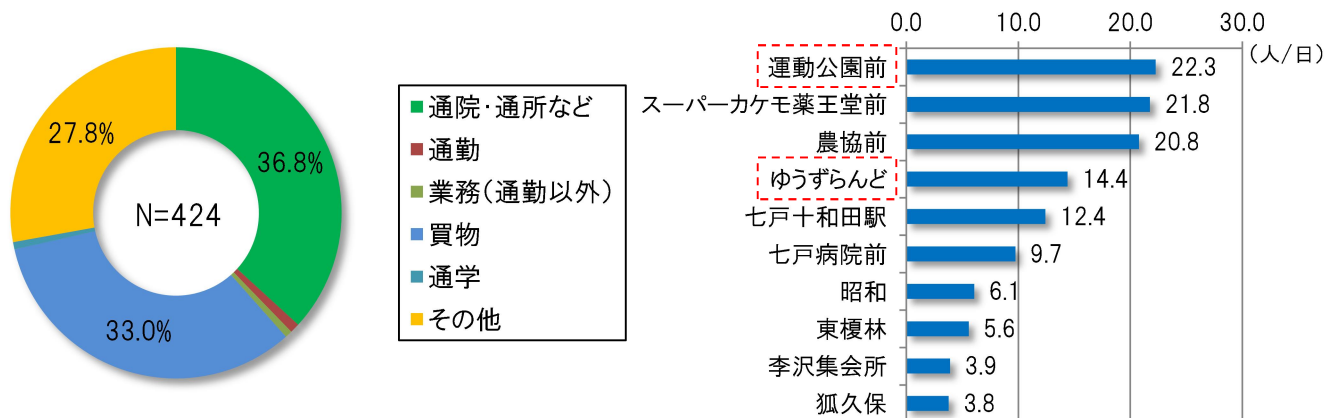 36.8%
33.0%
27.8%
N=424
通院・通所など
通勤
業務(通勤以外)
買物
通学
その他
0.0 10.0 20.0 30.0
(人/日)
運動公園前 22.3
スーパーカケモ薬王堂前 21.8
農協前 20.8
ゆうずらんど 14.4
七戸十和田駅 12.4
七戸病院前 9.7
昭和 6.1
東榎林 5.6
李沢集会所 3.9
狐久保 3.8